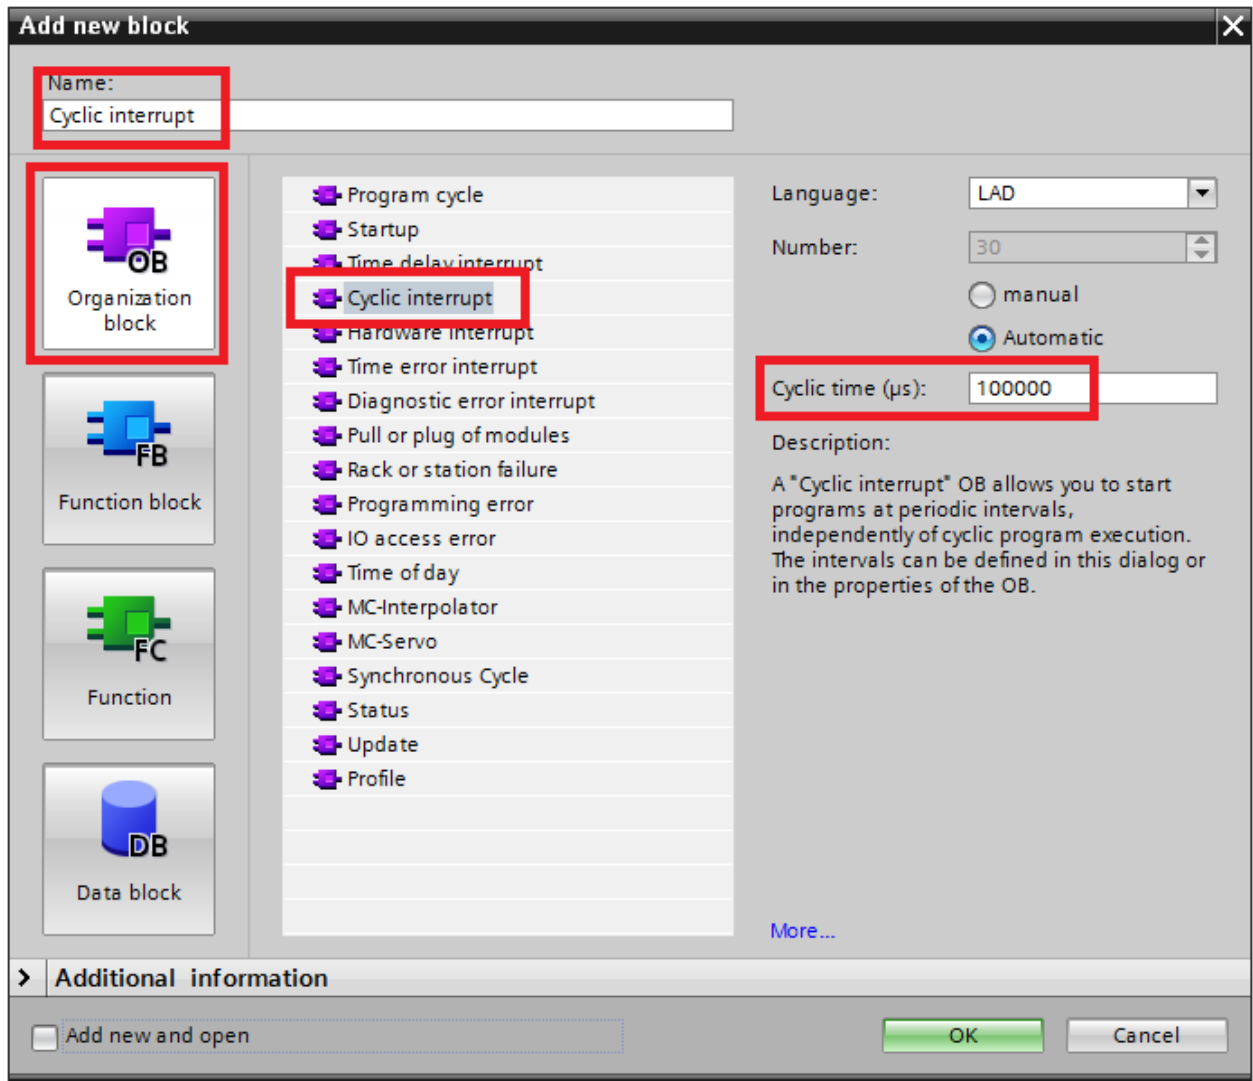 Add new block
Name:
Cyclic interrupt
OB
Organization
block
FB
Function block
FC
Function
DB
Data block
Program cycle
Startup
Time delay interrupt
Cyclic interrupt
Hardware interrupt
Time error interrupt
Diagnostic error interrupt
Pull or plug of modules
Rack or station failure
Programming error
IO access error
Time of day
MC-Interpolator
MC-Servo
Synchronous Cycle
Status
Update
Profile
Language:
LAD
Number:
30
manual
Automatic
Cyclic time (µs):
100000
Description:
A "Cyclic interrupt" OB allows you to start
programs at periodic intervals,
independently of cyclic program execution.
The intervals can be defined in this dialog or
in the properties of the OB.
More...
Additional information
Add new and open
OK
Cancel